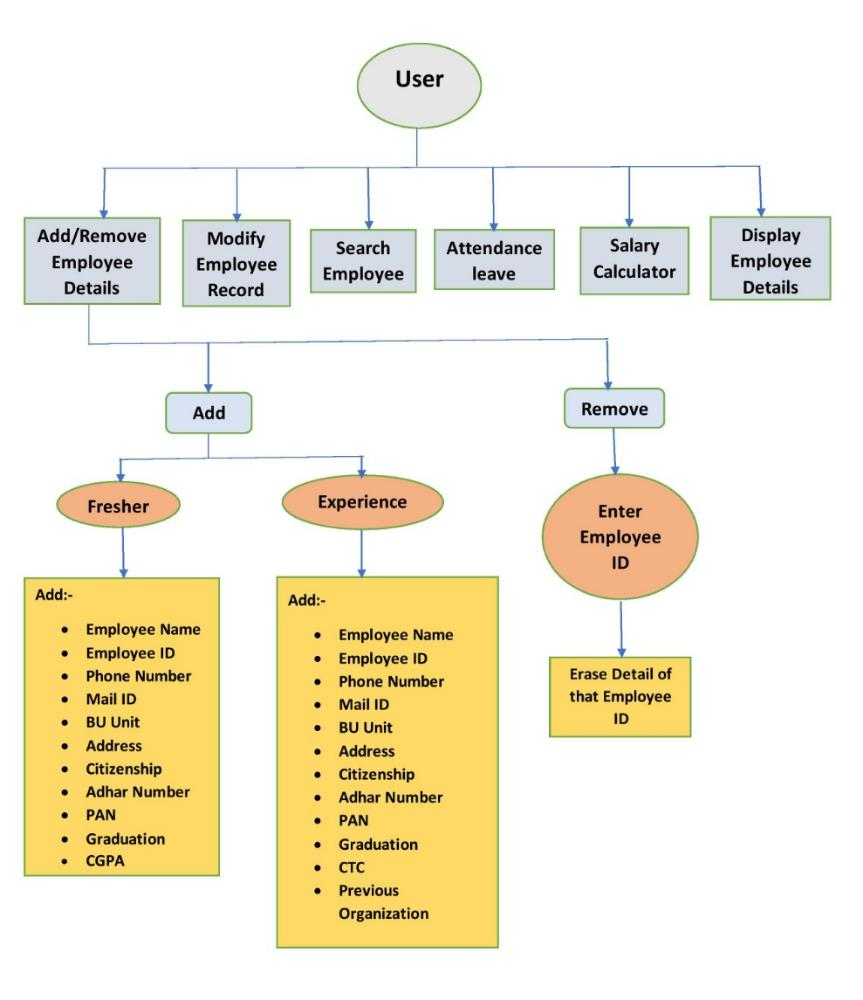 User
Add/Remove
Employee
Details
Modify
Employee
Record
Search
Employee
Attendance
leave
Salary
Calculator
Display
Employee
Details
Add
Remove
Fresher
Experience
Enter
Employee
ID
Add:-
• Employee Name
• Employee ID
• Phone Number
• Mail ID
• BU Unit
• Address
• Citizenship
• Adhar Number
• PAN
• Graduation
• CGPA
Add:-
• Employee Name
• Employee ID
• Phone Number
• Mail ID
• BU Unit
• Address
• Citizenship
• Adhar Number
• PAN
• Graduation
• CTC
• Previous
Organization
Erase Detail of
that Employee
ID